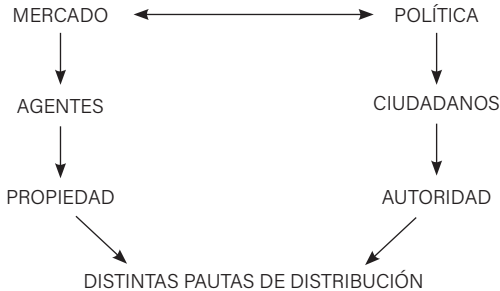 MERCADO POLÍTICA
AGENTES CIUDADANOS
PROPIEDAD AUTORIDAD
DISTINTAS PAUTAS DE DISTRIBUCIÓN